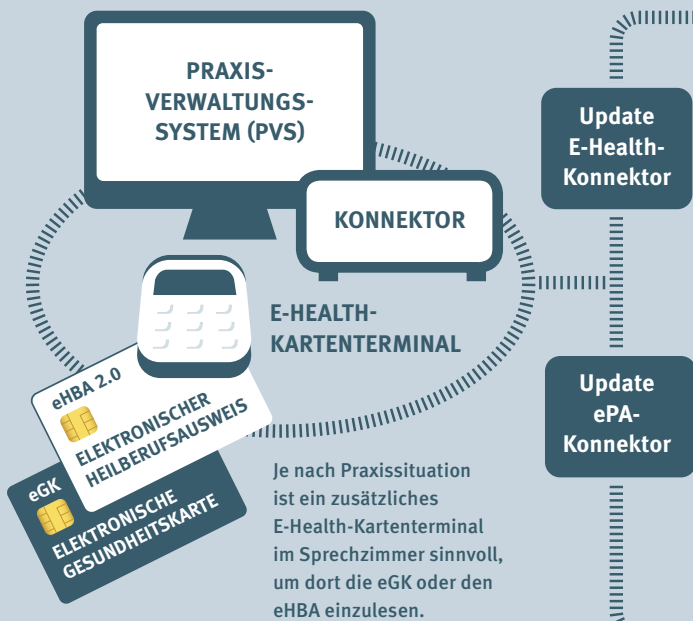 PRAXIS-
VERWALTUNGS-
SYSTEM (PVS)
KONNEKTOR
Update
E-Health-
Konnektor
E-HEALTH-
KARTENTERMINAL
eHBA 2.0
ELEKTRONISCHER
HEILBERUFSAUSWEIS
eGK
ELEKTRONISCHE
GESUNDHEITSKARTE
Update
ePA-
Konnektor
Je nach Praxissituation
ist ein zusätzliches
E-Health-Kartenterminal
im Sprechzimmer sinnvoll,
um dort die eGK oder den
eHBA einzulesen.